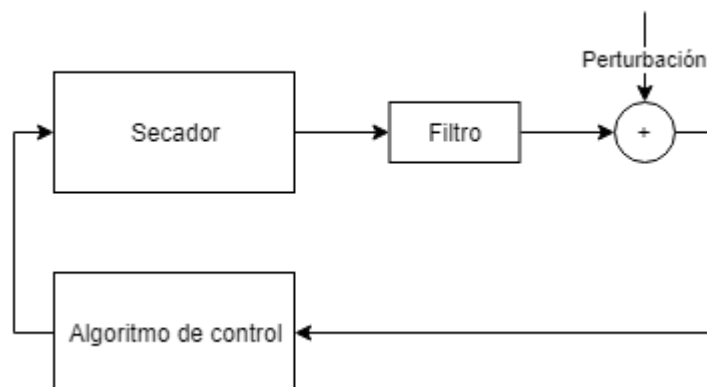 Perturbación
Secador
Filtro
+
Algoritmo de control